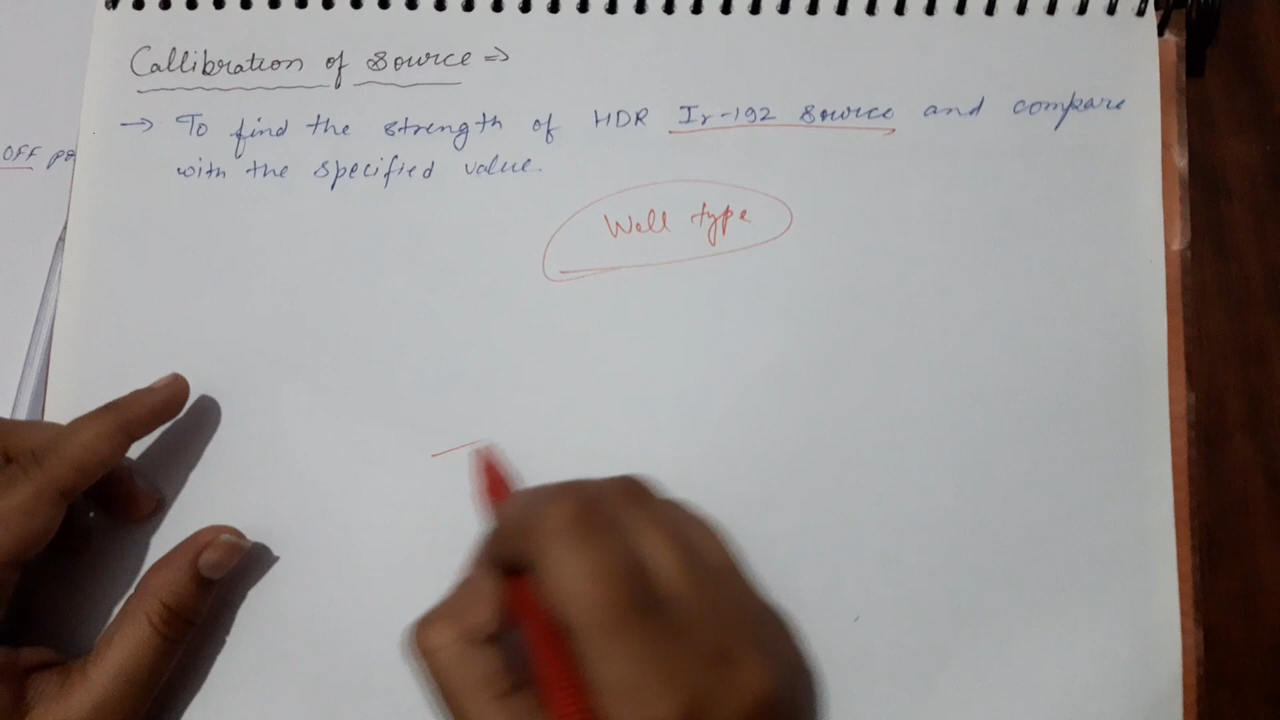 Callibration of Source ⇒
→ To find the strength of HDR Ir-192 source and compare
OFF
with the specified value.
Well type